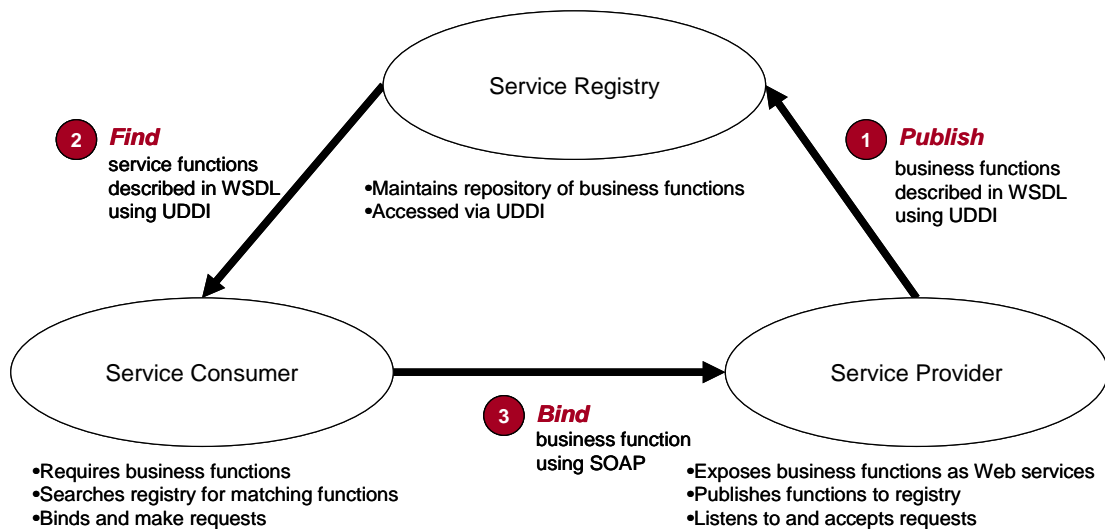 Service Registry
2 Find
service functions
described in WSDL
using UDDI
1 Publish
business functions
described in WSDL
using UDDI
•Maintains repository of business functions
•Accessed via UDDI
Service Consumer
Service Provider
3 Bind
business function
using SOAP
•Requires business functions
•Searches registry for matching functions
•Binds and make requests
•Exposes business functions as Web services
•Publishes functions to registry
•Listens to and accepts requests